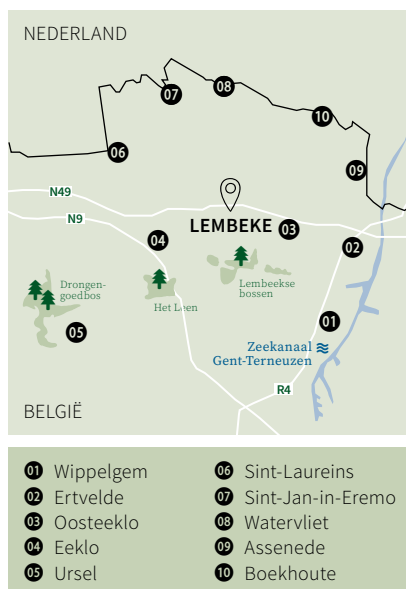 NEDERLAND
08
07
10
06
09
N49
N9
LEMBEKE
03
04
02
Drongen-
goedbos
Het Leen
Lembeekse
bossen
05
01
Zeekanaal
Gent-Terneuzen
R4
BELGIË
01 Wippelgem
02 Ertvelde
03 Oosteeklo
04 Eeklo
05 Ursel
06 Sint-Laureins
07 Sint-Jan-in-Eremo
08 Watervliet
09 Assenede
10 Boekhoute